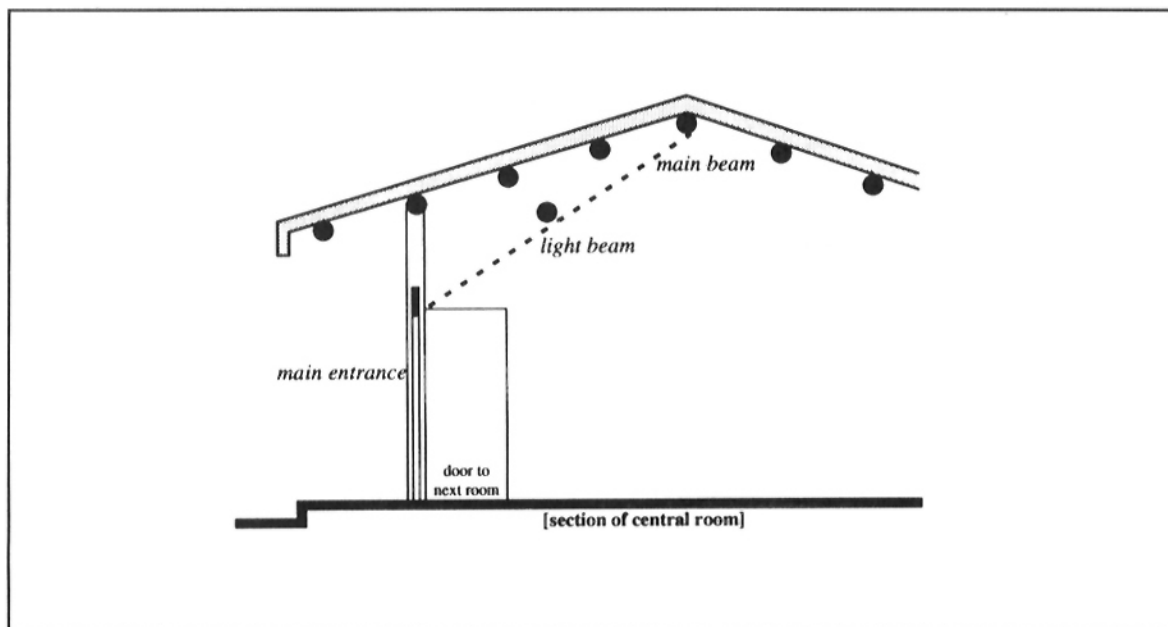 main beam
light beam
main entrance
door to
next room
[section of central room]